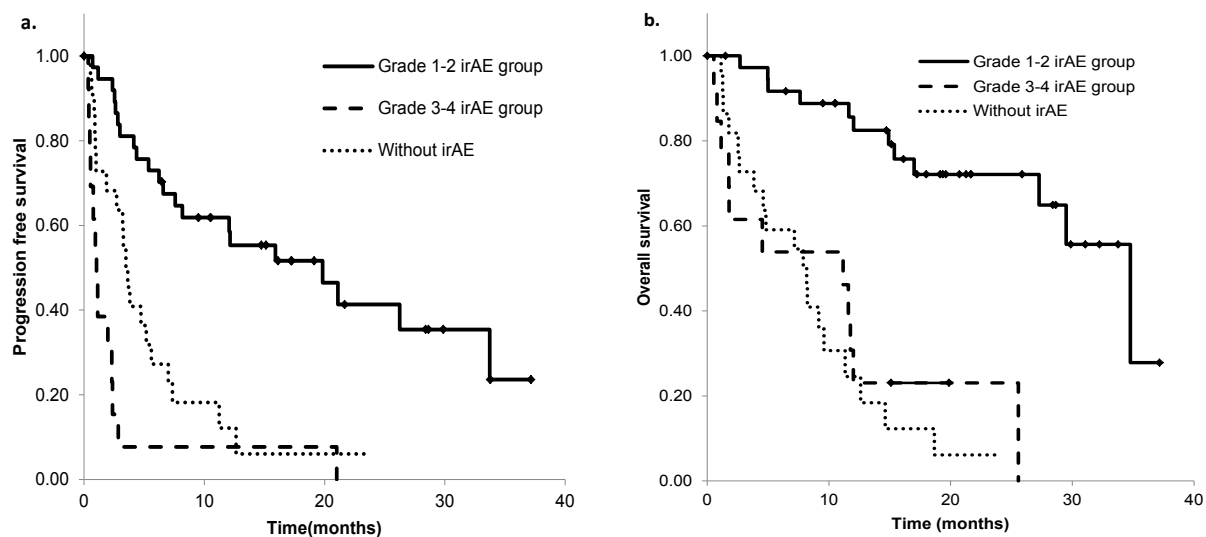 a.
1.00
0.80
0.60
0.40
0.20
0.00
Progression free survival
Grade 1-2 irAE group
Grade 3-4 irAE group
Without irAE
0
10
20
30
40
Time(months)
b.
1.00
0.80
0.60
0.40
0.20
0.00
Overall survival
Grade 1-2 irAE group
Grade 3-4 irAE group
Without irAE
0
10
20
30
40
Time (months)